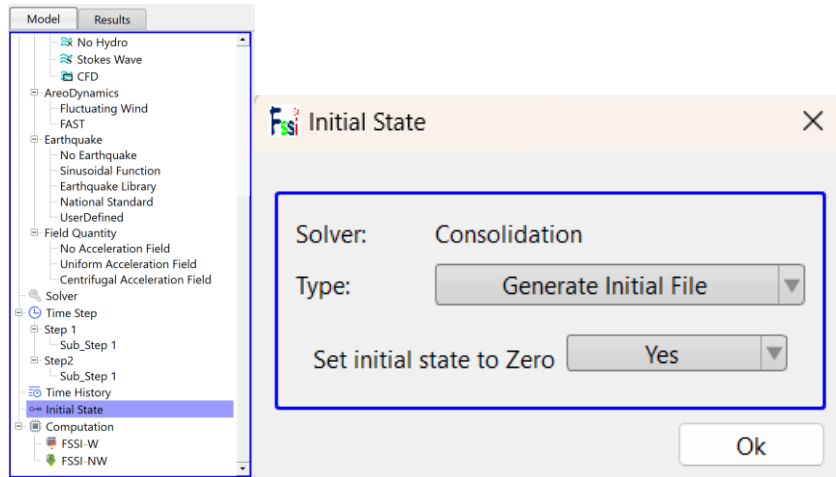 Model Results
No Hydro
Stokes Wave
CFD
AreoDynamics
Fluctuating Wind
FAST
Earthquake
No Earthquake
Sinusoidal Function
Earthquake Library
National Standard
UserDefined
Field Quantity
No Acceleration Field
Uniform Acceleration Field
Centrifugal Acceleration Field
Solver
Time Step
Step 1
Sub_Step 1
Step2
Sub_Step 1
Time History
Initial State
Computation
FSSI-W
FSSI-NW
Fssi Initial State
Solver: Consolidation
Type: Generate Initial File
Set initial state to Zero Yes
Ok